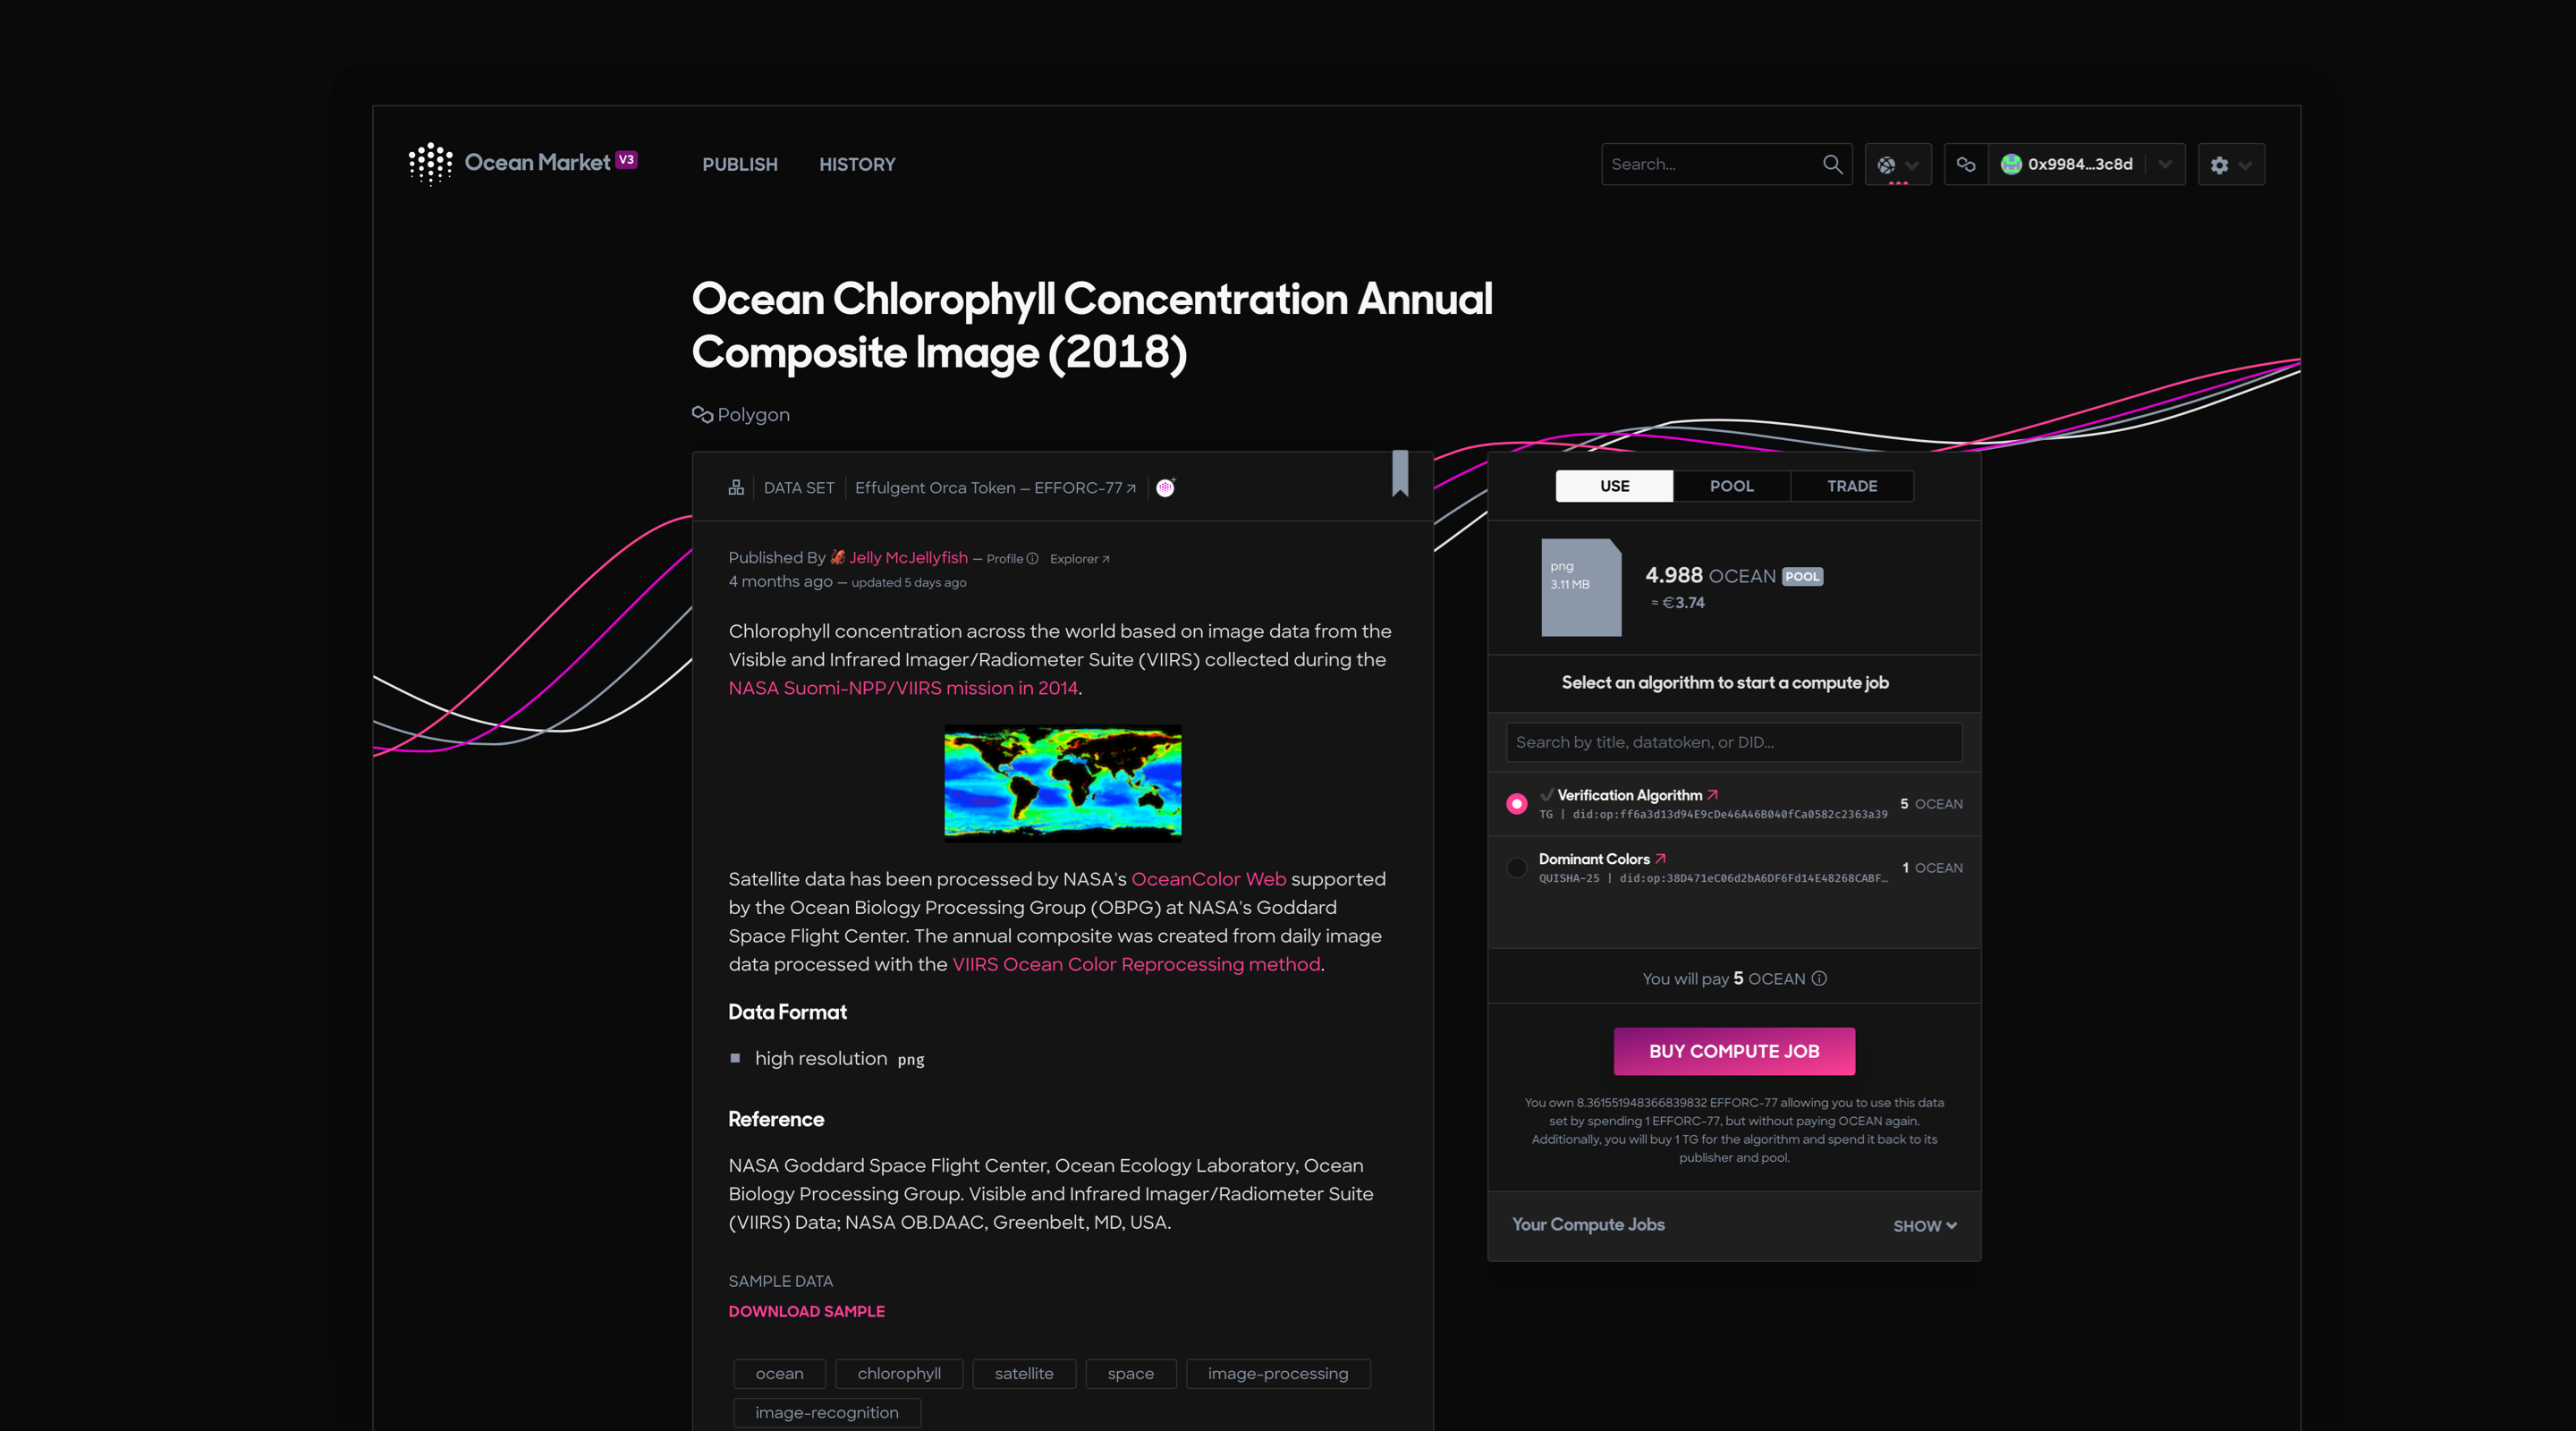 Ocean Market V3
PUBLISH
HISTORY
Search...
0x9984...3c8d
Ocean Chlorophyll Concentration Annual
Composite Image (2018)
Polygon
DATA SET
Effulgent Orca Token — EFFORC-77
Published By Jelly McJellyfish — Profile Explorer
4 months ago — updated 5 days ago
Chlorophyll concentration across the world based on image data from the
Visible and Infrared Imager/Radiometer Suite (VIIRS) collected during the
NASA Suomi-NPP/VIIRS mission in 2014.
Satellite data has been processed by NASA's OceanColor Web supported
by the Ocean Biology Processing Group (OBPG) at NASA's Goddard
Space Flight Center. The annual composite was created from daily image
data processed with the VIIRS Ocean Color Reprocessing method.
Data Format
high resolution png
Reference
NASA Goddard Space Flight Center, Ocean Ecology Laboratory, Ocean
Biology Processing Group. Visible and Infrared Imager/Radiometer Suite
(VIIRS) Data; NASA OB.DAAC, Greenbelt, MD, USA.
SAMPLE DATA
DOWNLOAD SAMPLE
ocean
chlorophyll
satellite
space
image-processing
image-recognition
USE
POOL
TRADE
png
3.11 MB
4.988 OCEAN POOL
≈ €3.74
Select an algorithm to start a compute job
Search by title, datatoken, or DID...
Verification Algorithm
TG | did:op:ff6a3d13d94E9cDe46A46B040fCa0582c2363a39
5 OCEAN
Dominant Colors
QUISHA-25 | did:op:38D471eC06d2bA6DF6Fd14E48268CABF…
1 OCEAN
You will pay 5 OCEAN
BUY COMPUTE JOB
You own 8.361551948366839832 EFFORC-77 allowing you to use this data
set by spending 1 EFFORC-77, but without paying OCEAN again.
Additionally, you will buy 1 TG for the algorithm and spend it back to its
publisher and pool.
Your Compute Jobs
SHOW